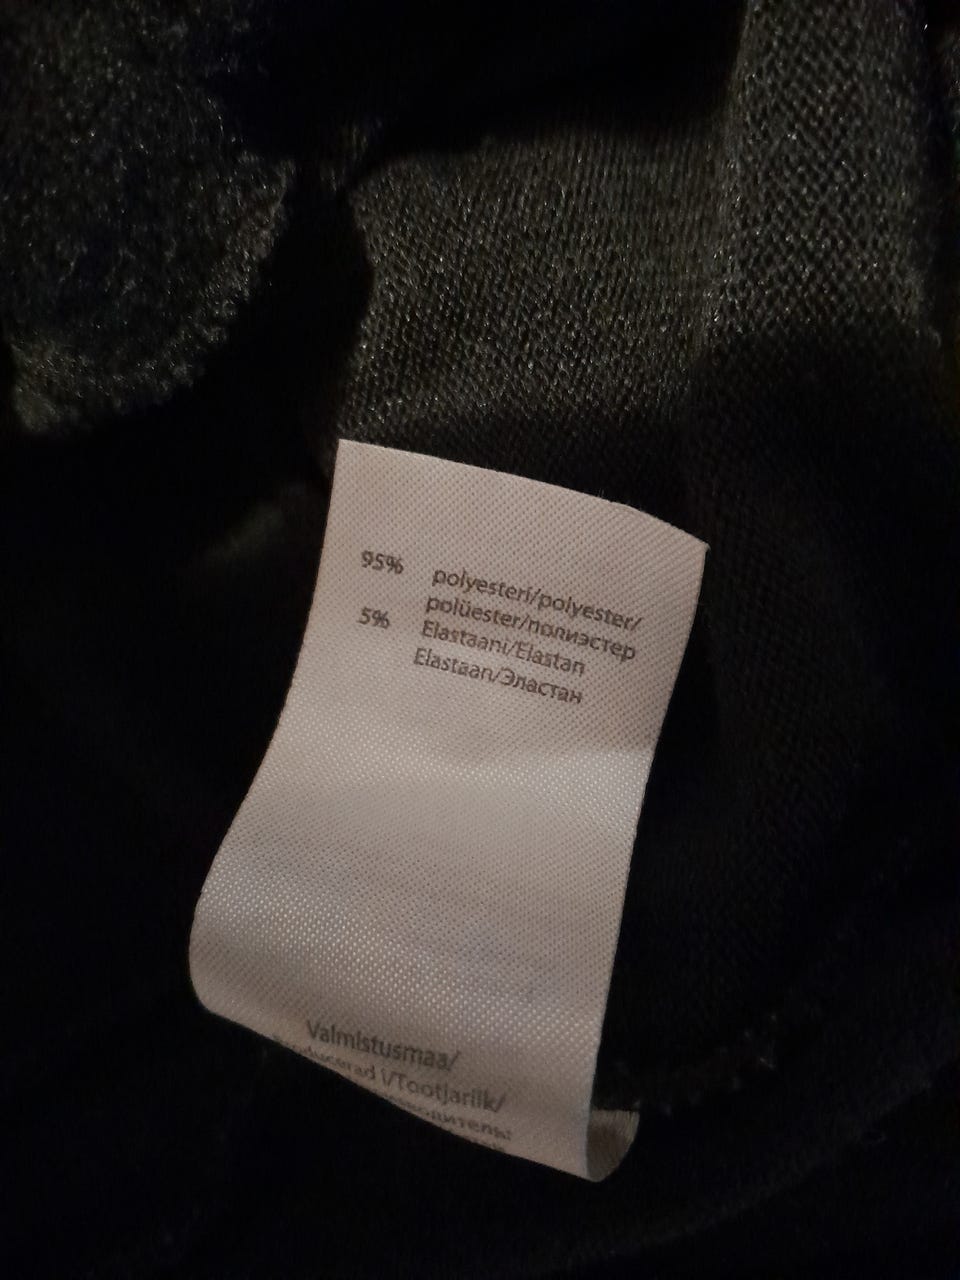 95% polyesteri/polyester/
polüester/полиэстер
5% Elastaani/Elastan
Elastaan/Эластан
Valmistusmaa/
i/Tootjariik/